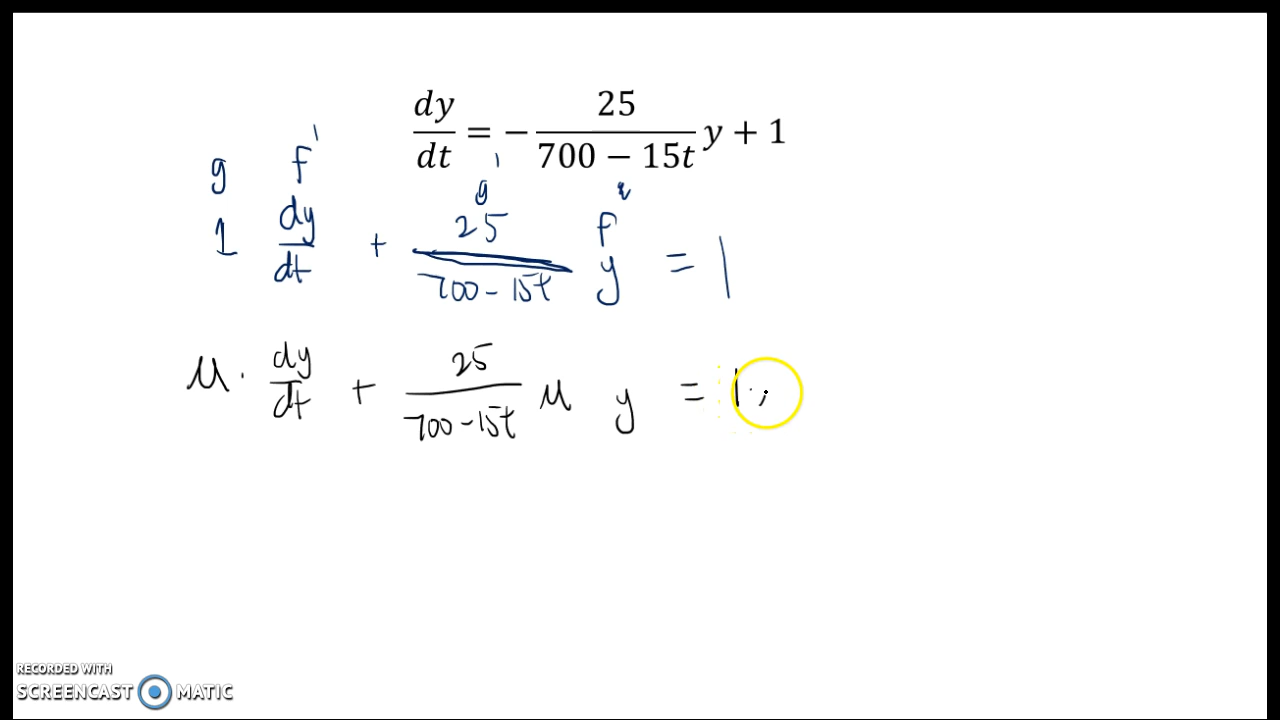 dy/dt = − 25/(700 − 15t) y + 1
g f' g' f
1 dy/dt + 25/(700 - 15t) y = 1
μ · dy/dt + 25/(700 - 15t) μ y = 1 ·
RECORDED WITH
SCREENCAST MATIC